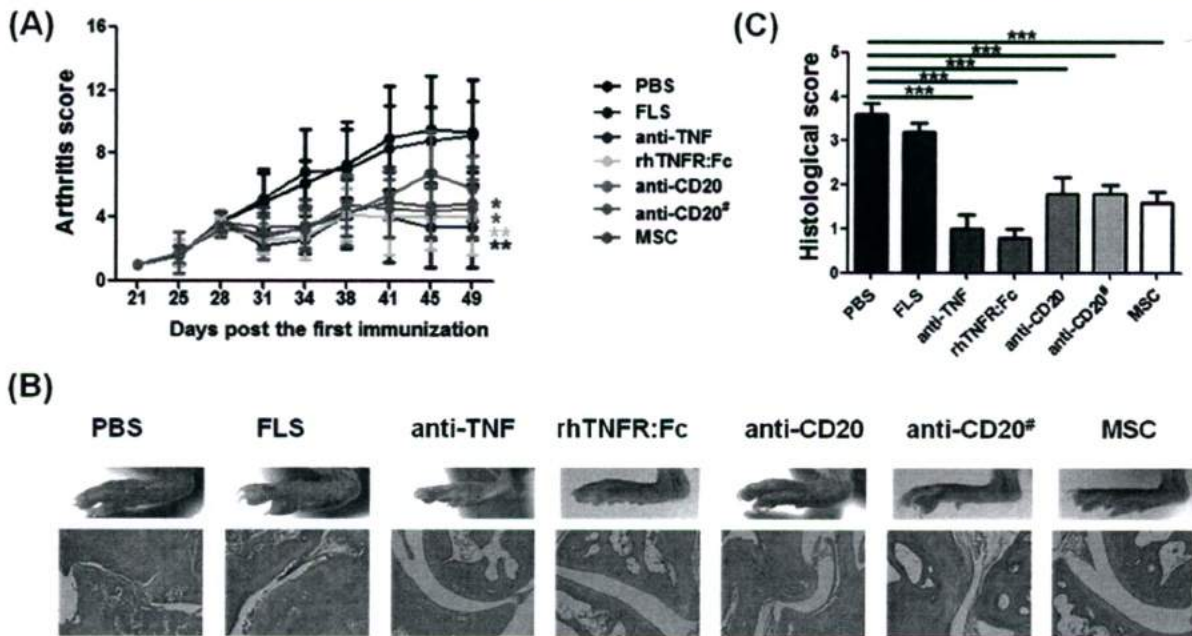 (A)
Arthritis score
16
12
8
4
0
21 25 28 31 34 38 41 45 49
Days post the first immunization
PBS
FLS
anti-TNF
rhTNFR:Fc
anti-CD20
anti-CD20#
MSC
*
*
**
**
(C)
Histological score
5
4
3
2
1
0
***
***
***
***
***
PBS FLS anti-TNF rhTNFR:Fc anti-CD20 anti-CD20# MSC
(B)
PBS FLS anti-TNF rhTNFR:Fc anti-CD20 anti-CD20# MSC